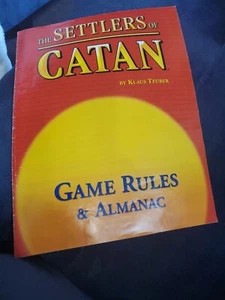 THE SETTLERS OF
CATAN
BY KLAUS TEUBER
GAME RULES
& ALMANAC